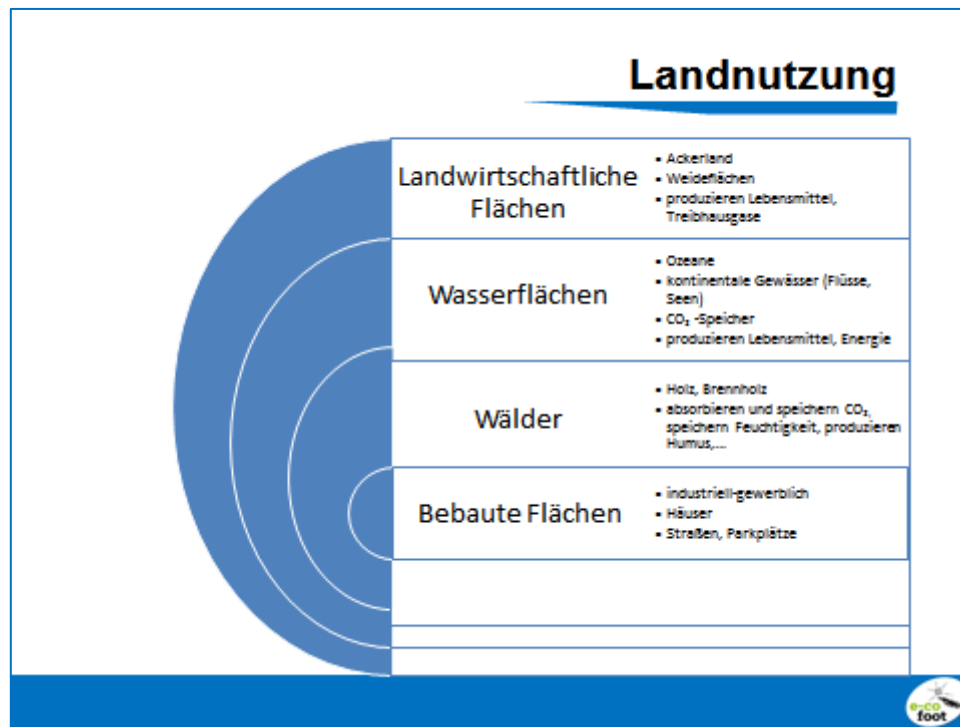 Landnutzung
Landwirtschaftliche
Flächen
▪ Ackerland
▪ Weideflächen
▪ produzieren Lebensmittel,
Treibhausgase
Wasserflächen
▪ Ozeane
▪ kontinentale Gewässer (Flüsse,
Seen)
▪ CO₂ -Speicher
▪ produzieren Lebensmittel, Energie
Wälder
▪ Holz, Brennholz
▪ absorbieren und speichern CO₂,
speichern Feuchtigkeit, produzieren
Humus,...
Bebaute Flächen
▪ industriell-gewerblich
▪ Häuser
▪ Straßen, Parkplätze
e-co
foot